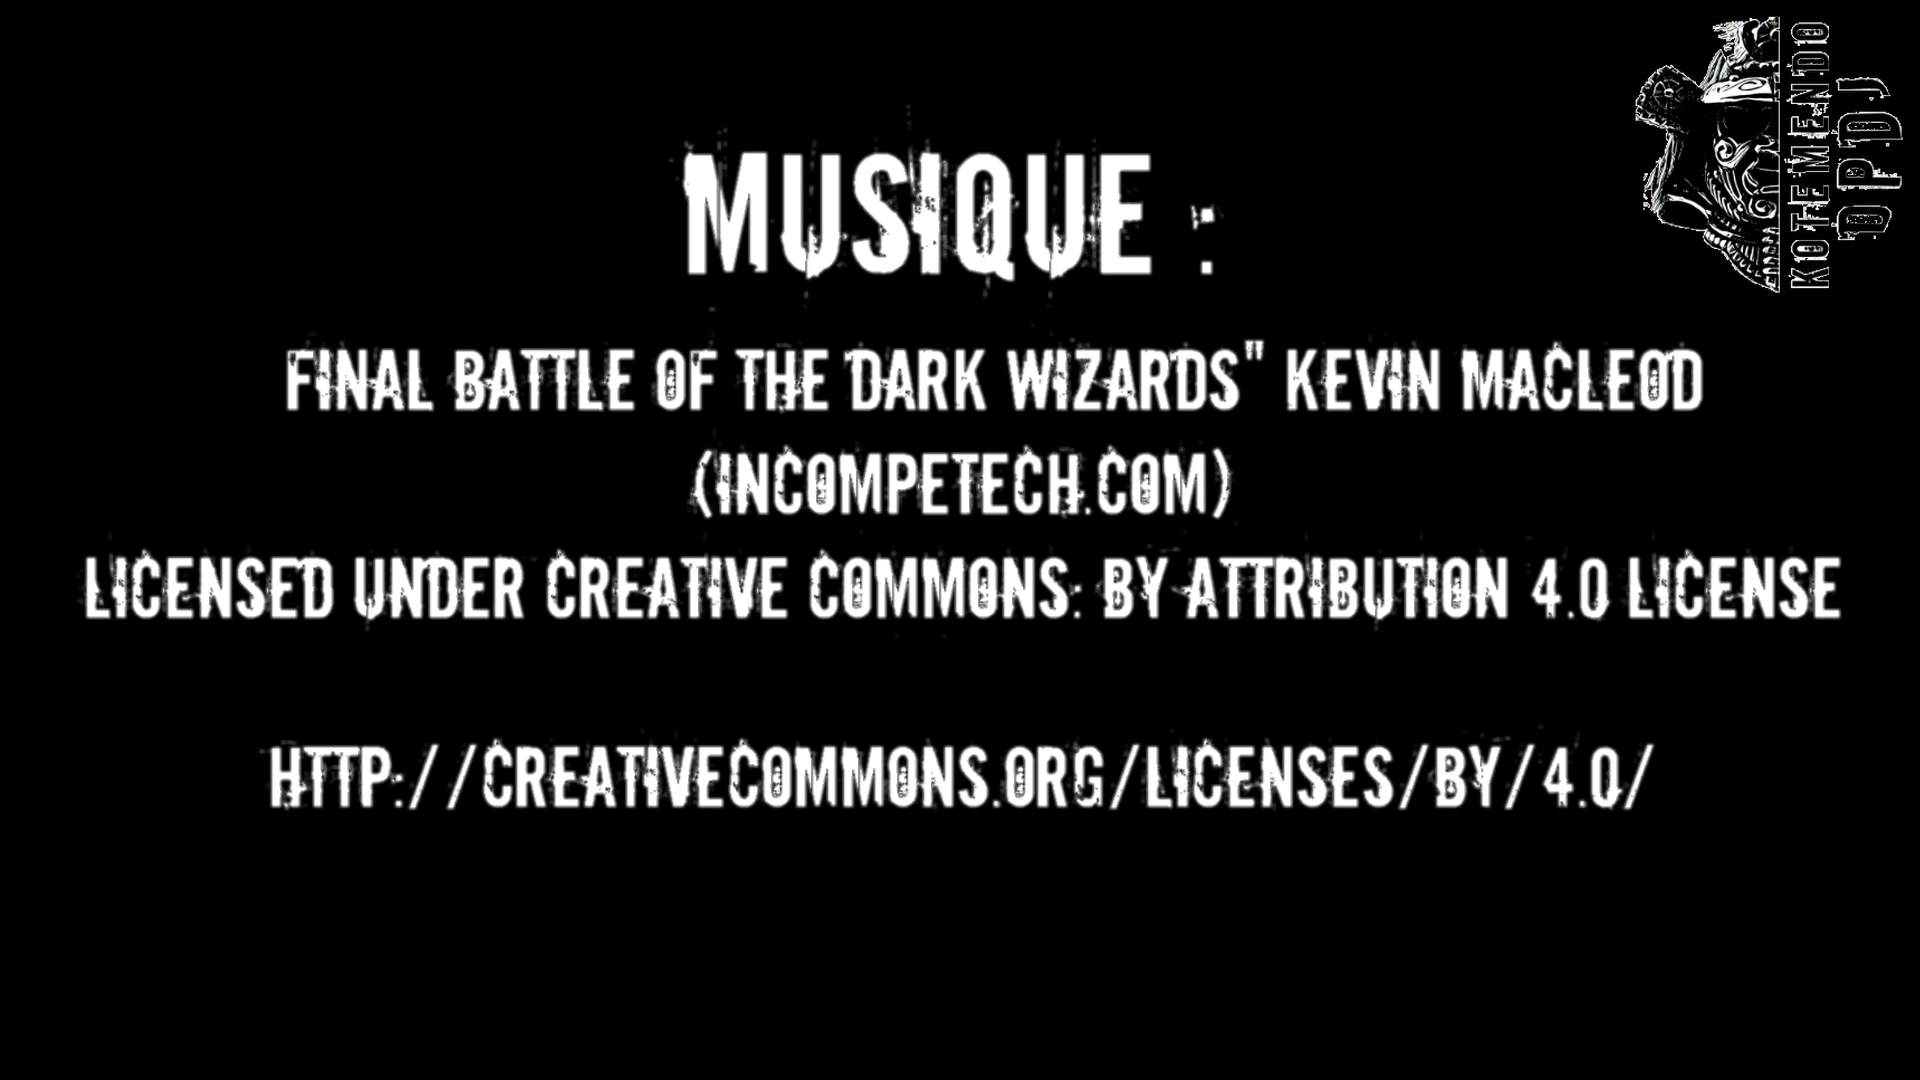 MUSIQUE :
FINAL BATTLE OF THE DARK WIZARDS" KEVIN MACLEOD
(INCOMPETECH.COM)
LICENSED UNDER CREATIVE COMMONS: BY ATTRIBUTION 4.0 LICENSE
HTTP://CREATIVECOMMONS.ORG/LICENSES/BY/4.0/
KOTEMENDO
DPDJ